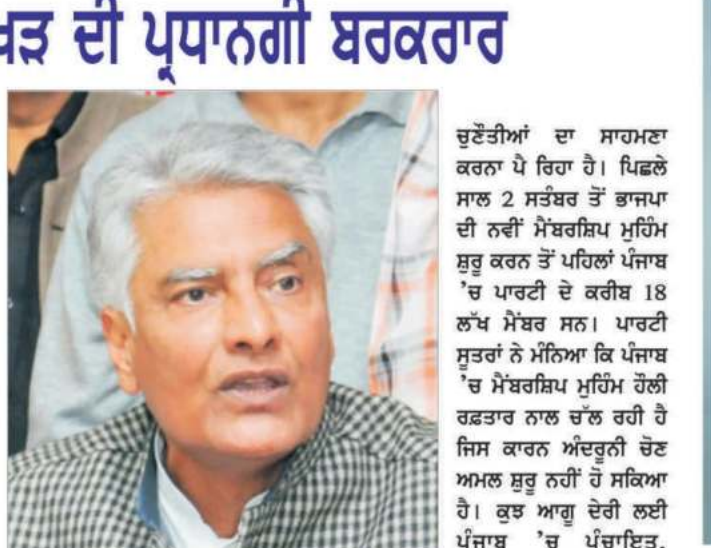 ਦੀ ਪ੍ਰਧਾਨਗੀ ਬਰਕਰਾਰ
ਚੁਣੌਤੀਆਂ ਦਾ ਸਾਹਮਣਾ
ਕਰਨਾ ਪੈ ਰਿਹਾ ਹੈ। ਪਿਛਲੇ
ਸਾਲ 2 ਸਤੰਬਰ ਤੋਂ ਭਾਜਪਾ
ਦੀ ਨਵੀਂ ਮੈਂਬਰਸ਼ਿਪ ਮੁਹਿੰਮ
ਸ਼ੁਰੂ ਕਰਨ ਤੋਂ ਪਹਿਲਾਂ ਪੰਜਾਬ
’ਚ ਪਾਰਟੀ ਦੇ ਕਰੀਬ 18
ਲੱਖ ਮੈਂਬਰ ਸਨ। ਪਾਰਟੀ
ਸੂਤਰਾਂ ਨੇ ਮੰਨਿਆ ਕਿ ਪੰਜਾਬ
’ਚ ਮੈਂਬਰਸ਼ਿਪ ਮੁਹਿੰਮ ਹੌਲੀ
ਰਫ਼ਤਾਰ ਨਾਲ ਚੱਲ ਰਹੀ ਹੈ
ਜਿਸ ਕਾਰਨ ਅੰਦਰੂਨੀ ਚੋਣ
ਅਮਲ ਸ਼ੁਰੂ ਨਹੀਂ ਹੋ ਸਕਿਆ
ਹੈ। ਕੁਝ ਆਗੂ ਦੇਰੀ ਲਈ
ਪੰਜਾਬ ’ਚ ਪੰਚਾਇਤ,